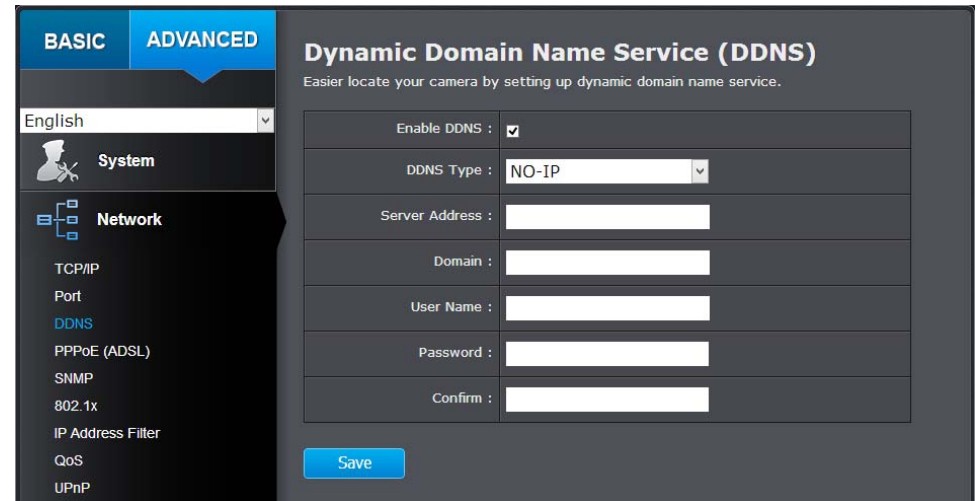 BASIC
ADVANCED
English
System
Network
TCP/IP
Port
DDNS
PPPoE (ADSL)
SNMP
802.1x
IP Address Filter
QoS
UPnP
Dynamic Domain Name Service (DDNS)
Easier locate your camera by setting up dynamic domain name service.
Enable DDNS :
DDNS Type : NO-IP
Server Address :
Domain :
User Name :
Password :
Confirm :
Save